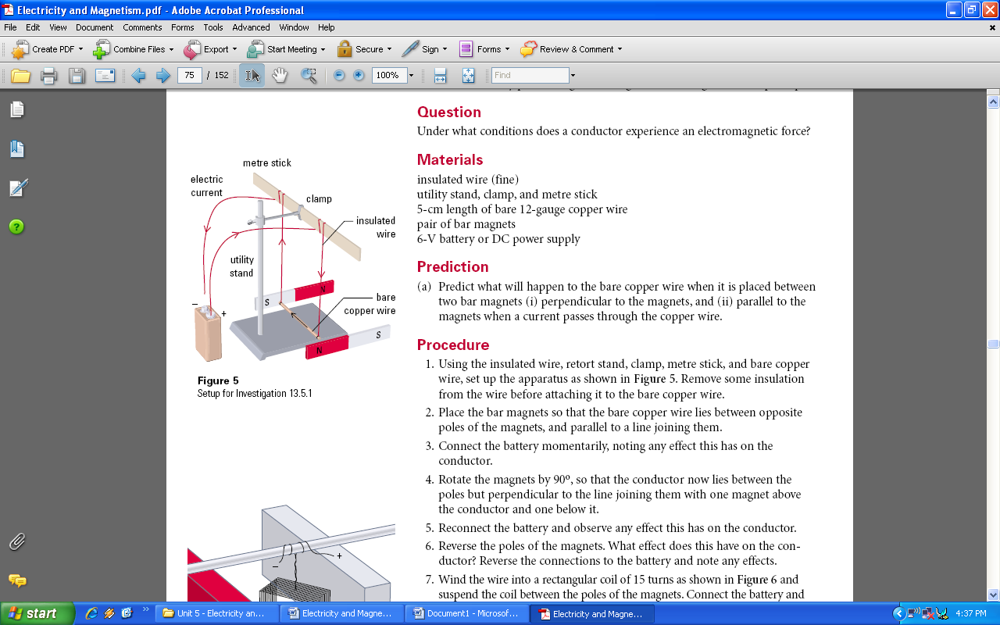 Electricity and Magnetism.pdf - Adobe Acrobat Professional
File Edit View Document Comments Forms Tools Advanced Window Help
Create PDF Combine Files Export Start Meeting Secure Sign Forms Review & Comment
75 / 152 100% Find
Question
Under what conditions does a conductor experience an electromagnetic force?
Materials
insulated wire (fine)
utility stand, clamp, and metre stick
5-cm length of bare 12-gauge copper wire
pair of bar magnets
6-V battery or DC power supply
Prediction
(a) Predict what will happen to the bare copper wire when it is placed between
two bar magnets (i) perpendicular to the magnets, and (ii) parallel to the
magnets when a current passes through the copper wire.
Procedure
1. Using the insulated wire, retort stand, clamp, metre stick, and bare copper
wire, set up the apparatus as shown in Figure 5. Remove some insulation
from the wire before attaching it to the bare copper wire.
2. Place the bar magnets so that the bare copper wire lies between opposite
poles of the magnets, and parallel to a line joining them.
3. Connect the battery momentarily, noting any effect this has on the
conductor.
4. Rotate the magnets by 90º, so that the conductor now lies between the
poles but perpendicular to the line joining them with one magnet above
the conductor and one below it.
5. Reconnect the battery and observe any effect this has on the conductor.
6. Reverse the poles of the magnets. What effect does this have on the con-
ductor? Reverse the connections to the battery and note any effects.
7. Wind the wire into a rectangular coil of 15 turns as shown in Figure 6 and
suspend the coil between the poles of the magnets. Connect the battery and
metre stick
electric
current
clamp
insulated
wire
utility
stand
N
S
bare
copper wire
−
+
S
N
Figure 5
Setup for Investigation 13.5.1
+
−
start
Unit 5 - Electricity an...
Electricity and Magne...
Document1 - Microsof...
Electricity and Magne...
4:37 PM